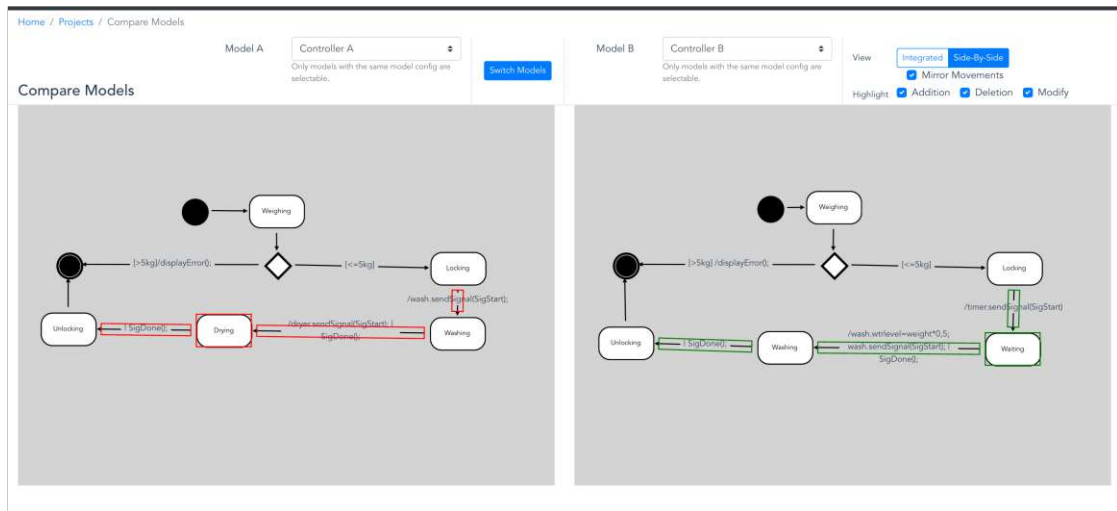 Home / Projects / Compare Models
Model A
Controller A
Only models with the same model config are
selectable.
Switch Models
Model B
Controller B
Only models with the same model config are
selectable.
View
Integrated
Side-By-Side
Mirror Movements
Highlight
Addition
Deletion
Modify
Compare Models
Weighing
[>5kg]/displayError();
[<=5kg]
Locking
/wash.sendSignal(SigStart);
Unlocking
| SigDone();
Drying
/dryer.sendSignal(SigStart); |
SigDone();
Washing
Weighing
[>5kg] /displayError();
[<=5kg]
Locking
/timer.sendSignal(SigStart)
Unlocking
| SigDone();
Washing
/wash.wtrlevel=weight*0,5;
wash.sendSignal(SigStart); |
SigDone();
Waiting